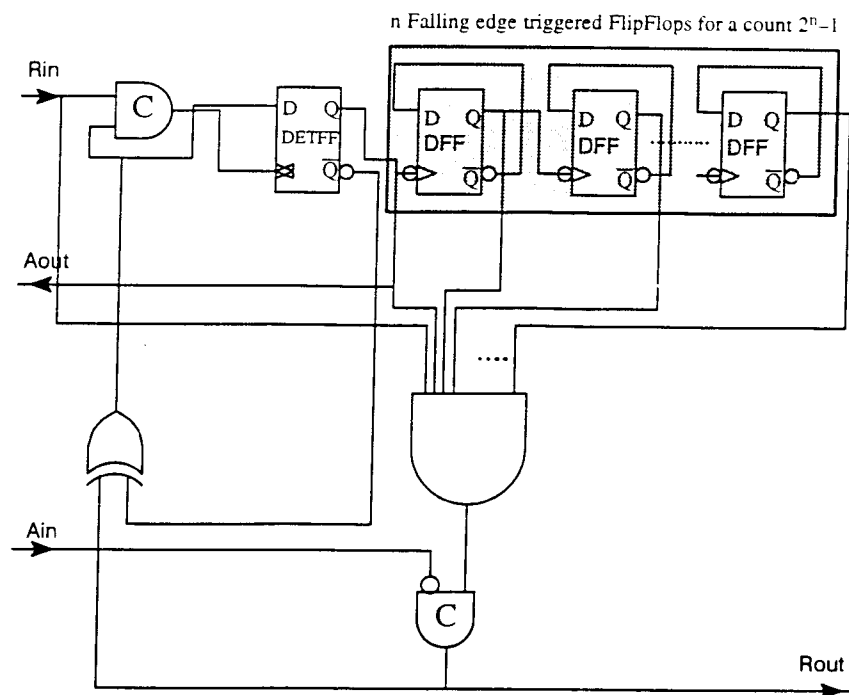 n Falling edge triggered FlipFlops for a count 2ⁿ–1
Rin
C
D Q
DETFF
Q̅
D Q
DFF
Q̅
D Q
DFF
Q̅
........
D Q
DFF
Q̅
Aout
.....
Ain
C
Rout